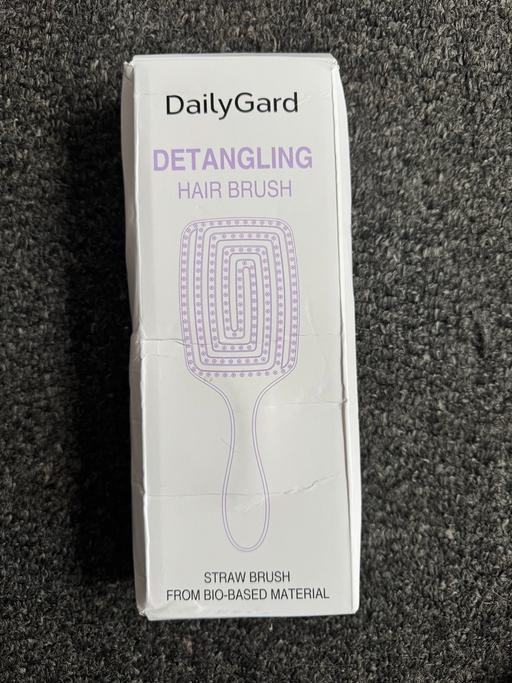 DailyGard
DETANGLING
HAIR BRUSH
STRAW BRUSH
FROM BIO-BASED MATERIAL